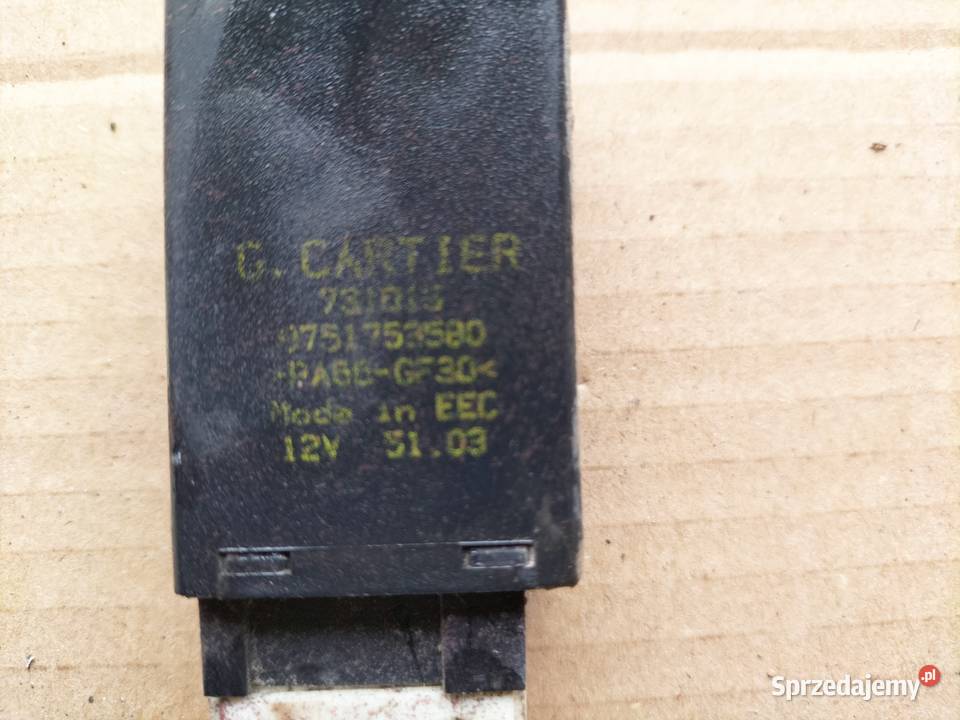 G. CARTIER
731015
9751753580
>PA66-GF30<
Made in EEC
12V 51.03
Sprzedajemy.pl